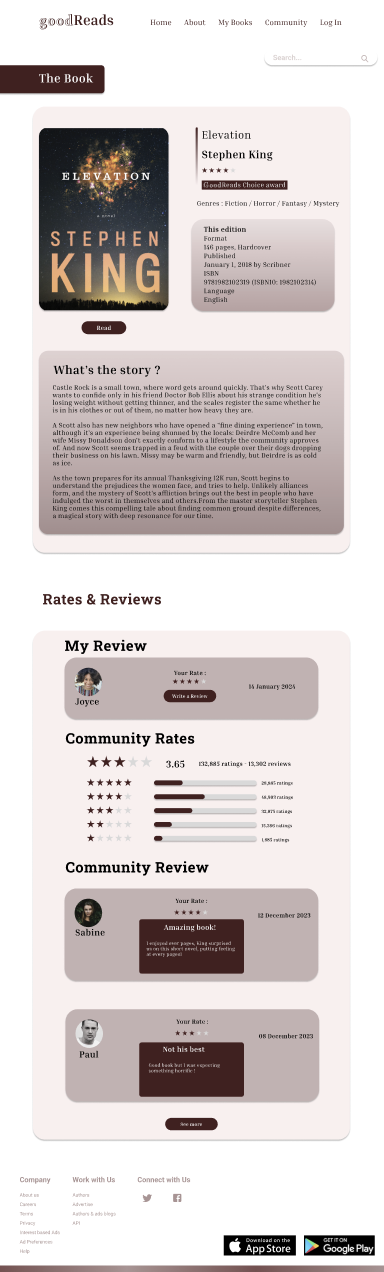 goodReads
Home About My Books Community Log In
Search...
The Book
ELEVATION
a novel
STEPHEN
KING
Elevation
Stephen King
GoodReads Choice award
Genres : Fiction / Horror / Fantasy / Mystery
This edition
Format
146 pages, Hardcover
Published
January 1, 2018 by Scribner
ISBN
9781982102319 (ISBN10: 1982102314)
Language
English
Read
What's the story ?
Castle Rock is a small town, where word gets around quickly. That's why Scott Carey
wants to confide only in his friend Doctor Bob Ellis about his strange condition he's
losing weight without getting thinner, and the scales register the same whether he
is in his clothes or out of them, no matter how heavy they are.
A Scott also has new neighbors who have opened a "fine dining experience" in town,
although it's an experience being shunned by the locals: Deirdre McComb and her
wife Missy Donaldson don't exactly conform to a lifestyle the community approves
of. And now Scott seems trapped in a feud with the couple over their dogs dropping
their business on his lawn. Missy may be warm and friendly, but Deirdre is as cold
as ice.
As the town prepares for its annual Thanksgiving 12K run, Scott begins to
understand the prejudices the women face, and tries to help. Unlikely alliances
form, and the mystery of Scott's affliction brings out the best in people who have
indulged the worst in themselves and others.From the master storyteller Stephen
King comes this compelling tale about finding common ground despite differences,
a magical story with deep resonance for our time.
Rates & Reviews
My Review
Your Rate :
14 January 2024
Write a Review
Joyce
Community Rates
3.65 132,885 ratings · 13,302 reviews
ratings
ratings
ratings
ratings
ratings
Community Review
Your Rate :
12 December 2023
Sabine
Amazing book!
I enjoyed ever pages, King surprised
us on this short novel, putting feeling
at every pages!
Your Rate :
08 December 2023
Paul
Not his best
Good book but I was expecting
something horrific !
See more
Company Work with Us Connect with Us
About us Authors
Careers Advertise
Terms Authors & ads blogs
Privacy API
Interest Based Ads
Ad Preferences
Help
Download on the
App Store
GET IT ON
Google Play